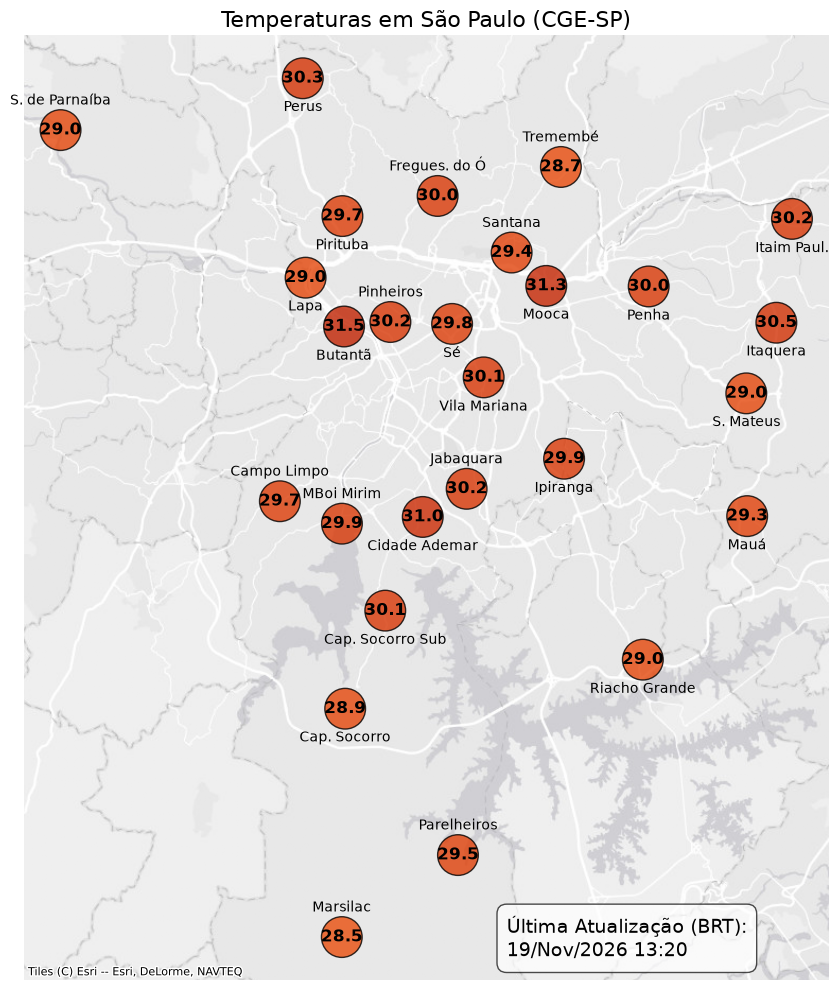 Temperaturas em São Paulo (CGE-SP)
30.3
Perus
S. de Parnaíba
29.0
Tremembé
28.7
Fregues. do Ó
30.0
29.7
Pirituba
30.2
Itaim Paul.
Santana
29.4
29.0
Lapa
31.3
Mooca
30.0
Penha
Pinheiros
30.2
31.5
Butantã
29.8
Sé
30.5
Itaquera
30.1
Vila Mariana
29.0
S. Mateus
29.9
Ipiranga
Jabaquara
30.2
Campo Limpo
29.7
MBoi Mirim
29.9
31.0
Cidade Ademar
29.3
Mauá
30.1
Cap. Socorro Sub
29.0
Riacho Grande
28.9
Cap. Socorro
Parelheiros
29.5
Marsilac
28.5
Última Atualização (BRT):
19/Nov/2026 13:20
Tiles (C) Esri -- Esri, DeLorme, NAVTEQ